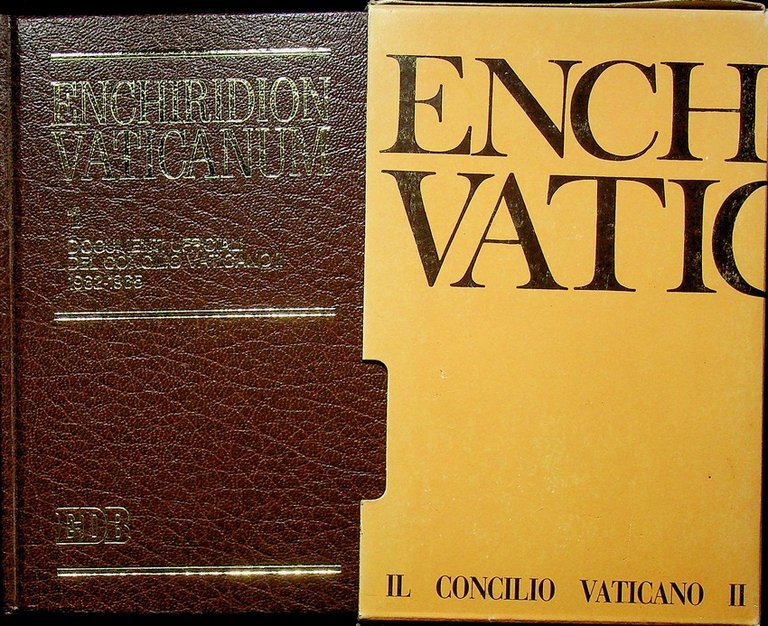 ENCHIRIDION
VATICANUM
1
DOCUMENTI UFFICIALI
DEL CONCILIO VATICANO II
1962-1965
EDB
ENCH
VATIC
IL CONCILIO VATICANO II